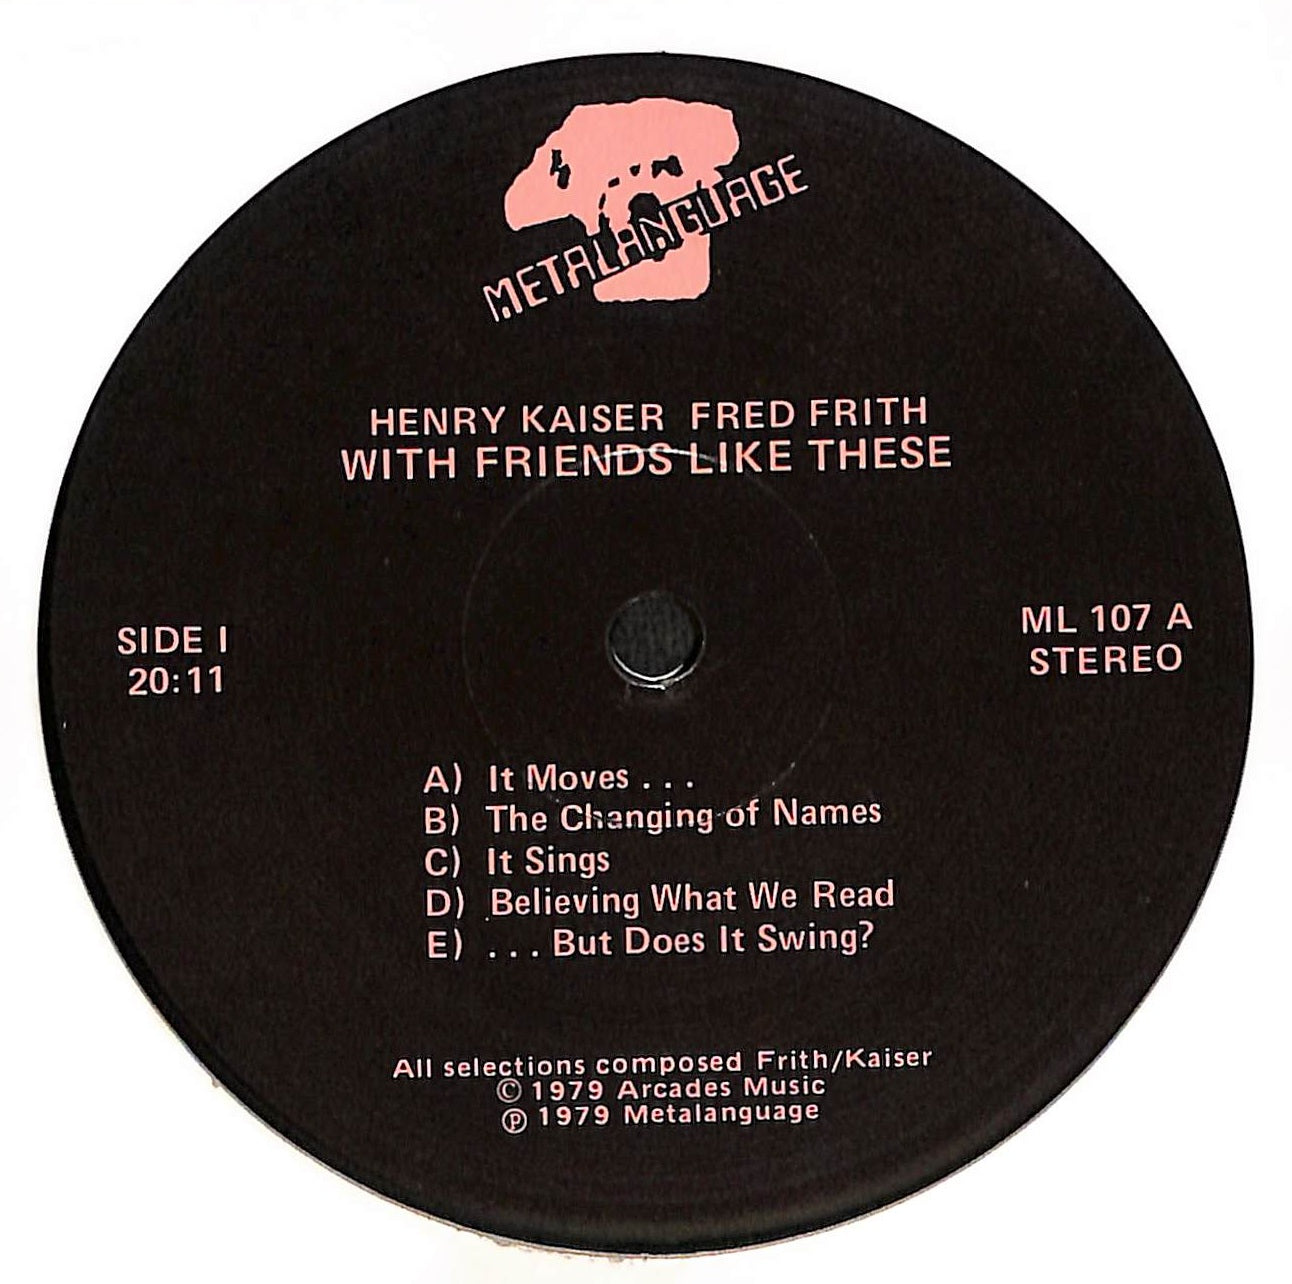 METALANGUAGE
HENRY KAISER FRED FRITH
WITH FRIENDS LIKE THESE
SIDE I
20:11
ML 107 A
STEREO
A) It Moves . . .
B) The Changing of Names
C) It Sings
D) Believing What We Read
E) . . . But Does It Swing?
All selections composed Frith/Kaiser
© 1979 Arcades Music
℗ 1979 Metalanguage